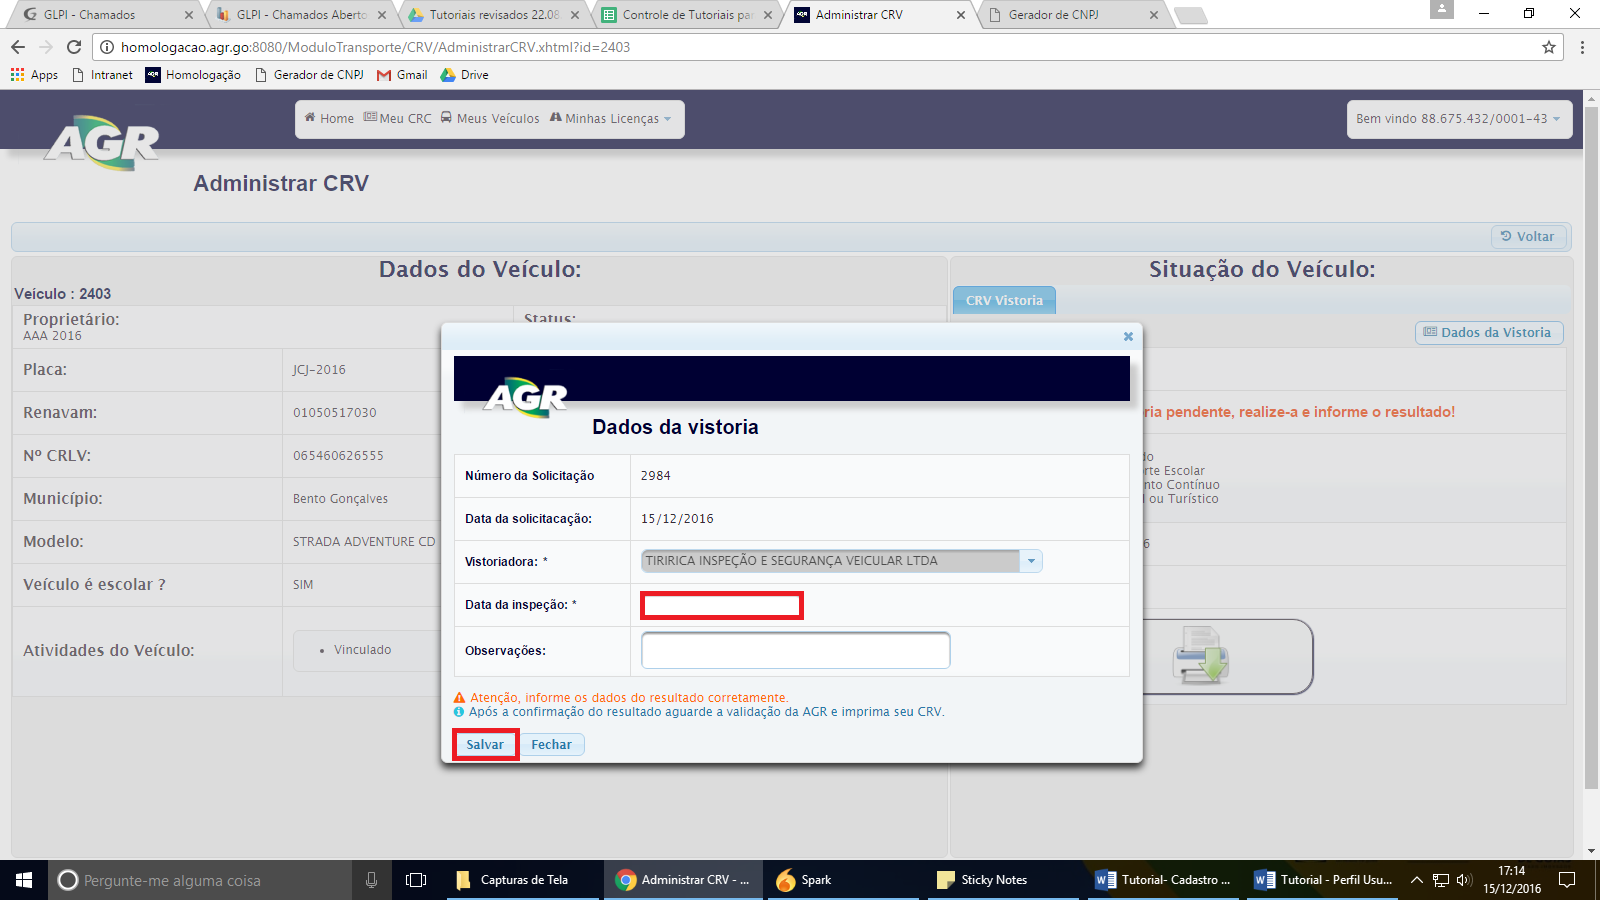 GLPI - Chamados
GLPI - Chamados Aberto
Tutoriais revisados 22.08
Controle de Tutoriais par
Administrar CRV
Gerador de CNPJ
homologacao.agr.go:8080/ModuloTransporte/CRV/AdministrarCRV.xhtml?id=2403
Apps
Intranet
Homologação
Gerador de CNPJ
Gmail
Drive
AGR
Home
Meu CRC
Meus Veículos
Minhas Licenças
Bem vindo 88.675.432/0001-43
Administrar CRV
Voltar
Dados do Veículo:
Situação do Veículo:
Veículo : 2403
CRV Vistoria
Proprietário:
AAA 2016
Status:
Dados da Vistoria
Placa:
JCJ-2016
Renavam:
01050517030
ria pendente, realize-a e informe o resultado!
Nº CRLV:
065460626555
do
rte Escolar
nto Contínuo
l ou Turístico
Município:
Bento Gonçalves
Modelo:
STRADA ADVENTURE CD
6
Veículo é escolar ?
SIM
Atividades do Veículo:
• Vinculado
AGR
Dados da vistoria
Número da Solicitação
2984
Data da solicitacação:
15/12/2016
Vistoriadora: *
TIRIRICA INSPEÇÃO E SEGURANÇA VEICULAR LTDA
Data da inspeção: *
Observações:
Atenção, informe os dados do resultado corretamente.
Após a confirmação do resultado aguarde a validação da AGR e imprima seu CRV.
Salvar
Fechar
Pergunte-me alguma coisa
Capturas de Tela
Administrar CRV - ...
Spark
Sticky Notes
Tutorial- Cadastro ...
Tutorial - Perfil Usu...
17:14
15/12/2016